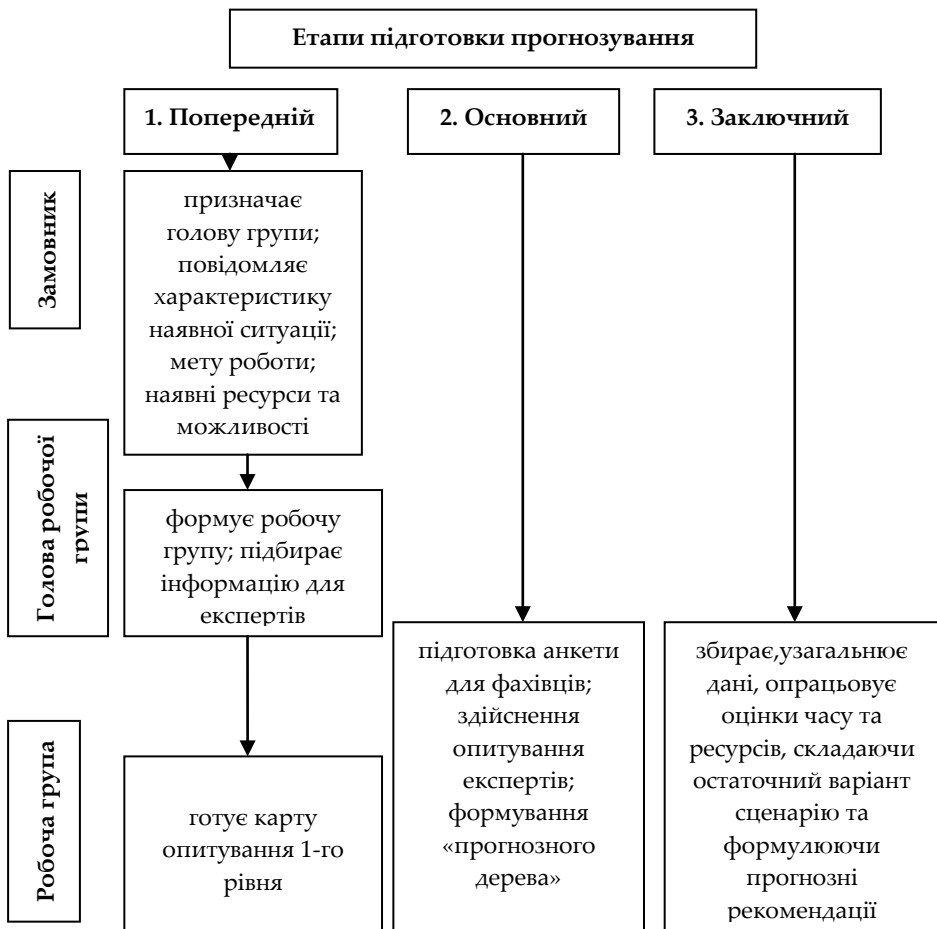 Етапи підготовки прогнозування
1. Попередній
2. Основний
3. Заключний
Замовник
призначає
голову групи;
повідомляє
характеристику
наявної ситуації;
мету роботи;
наявні ресурси та
можливості
Голова робочої
групи
формує робочу
групу; підбирає
інформацію для
експертів
Робоча група
готує карту
опитування 1-го
рівня
підготовка анкети
для фахівців;
здійснення
опитування
експертів;
формування
«прогнозного
дерева»
збирає,узагальнює
дані, опрацьовує
оцінки часу та
ресурсів, складаючи
остаточний варіант
сценарію та
формулюючи
прогнозні
рекомендації